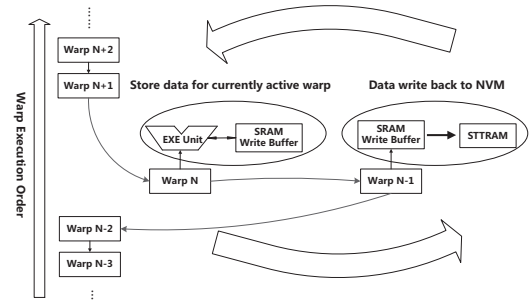 Warp N+2
Warp N+1
Store data for currently active warp
Data write back to NVM
EXE Unit
SRAM
Write Buffer
SRAM
Write Buffer
STTRAM
Warp N
Warp N-1
Warp N-2
Warp N-3
Warp Execution Order